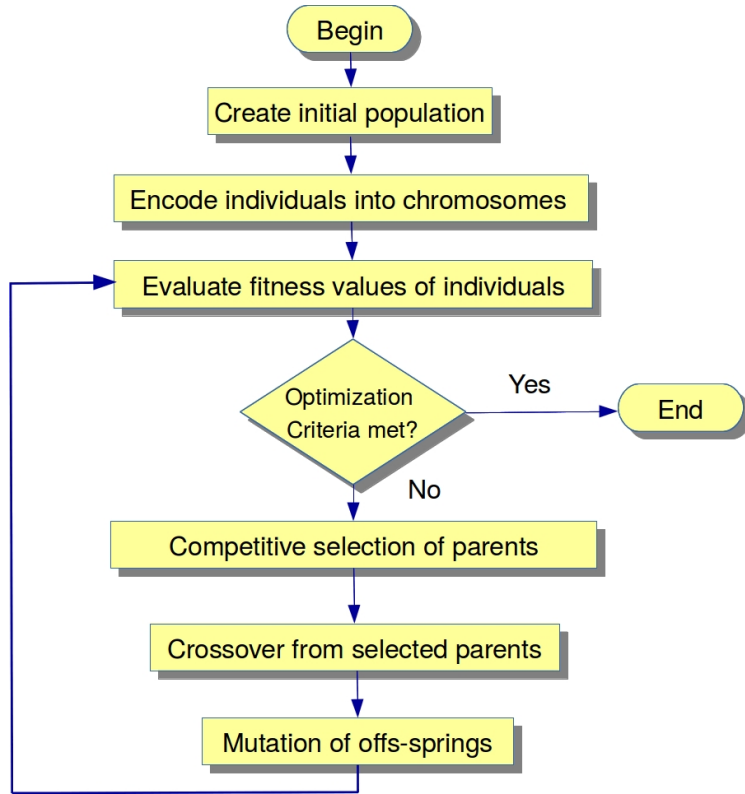 Begin
Create initial population
Encode individuals into chromosomes
Evaluate fitness values of individuals
Optimization
Criteria met?
Yes
End
No
Competitive selection of parents
Crossover from selected parents
Mutation of offs-springs